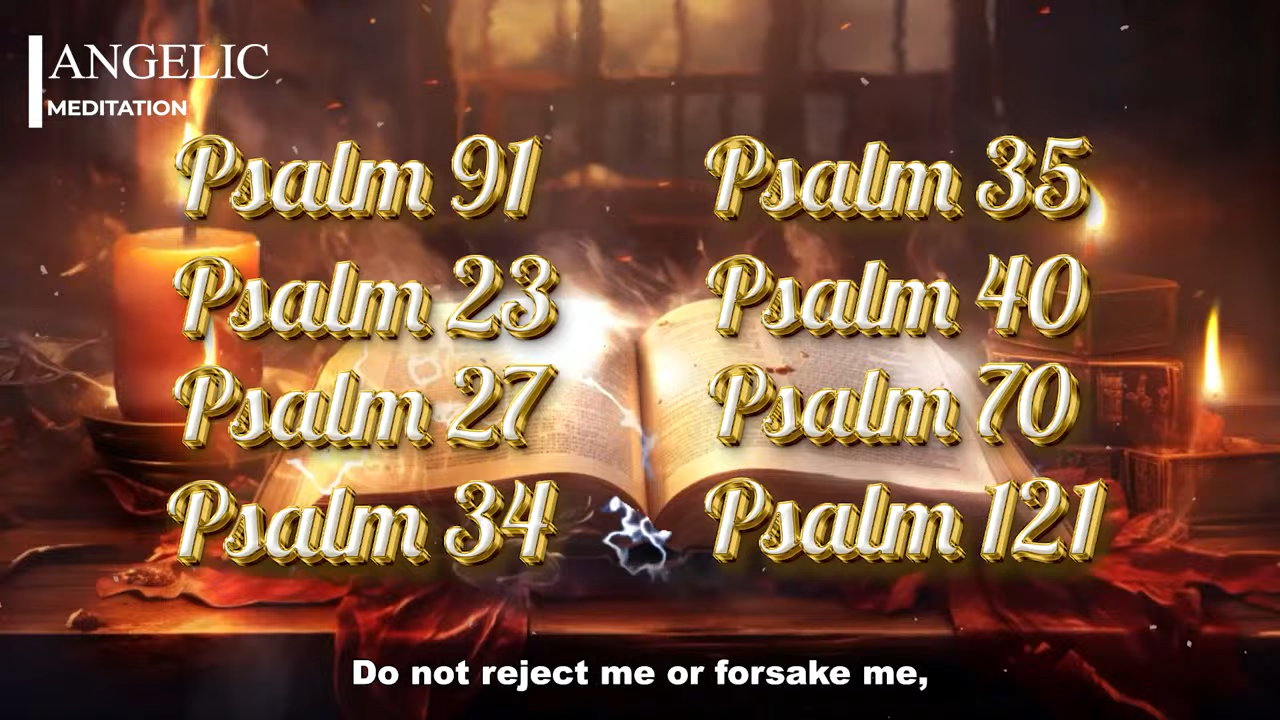 ANGELIC
MEDITATION
Psalm 91
Psalm 23
Psalm 27
Psalm 34
Psalm 35
Psalm 40
Psalm 70
Psalm 121
Do not reject me or forsake me,